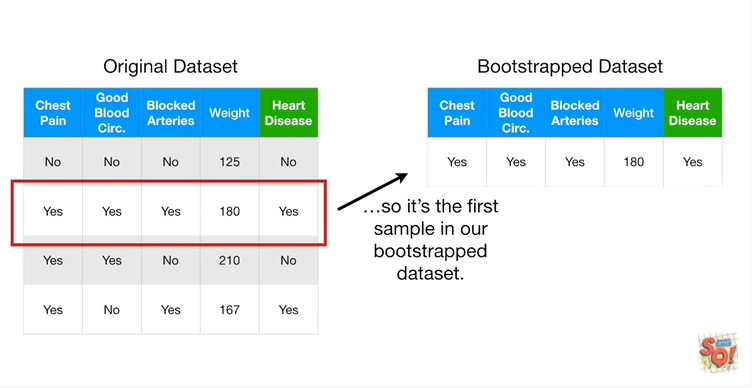 Original Dataset
Chest Pain Good Blood Circ. Blocked Arteries Weight Heart Disease
No No No 125 No
Yes Yes Yes 180 Yes
Yes Yes No 210 No
Yes No Yes 167 Yes
Bootstrapped Dataset
Chest Pain Good Blood Circ. Blocked Arteries Weight Heart Disease
Yes Yes Yes 180 Yes
…so it's the first
sample in our
bootstrapped
dataset.
SQ!